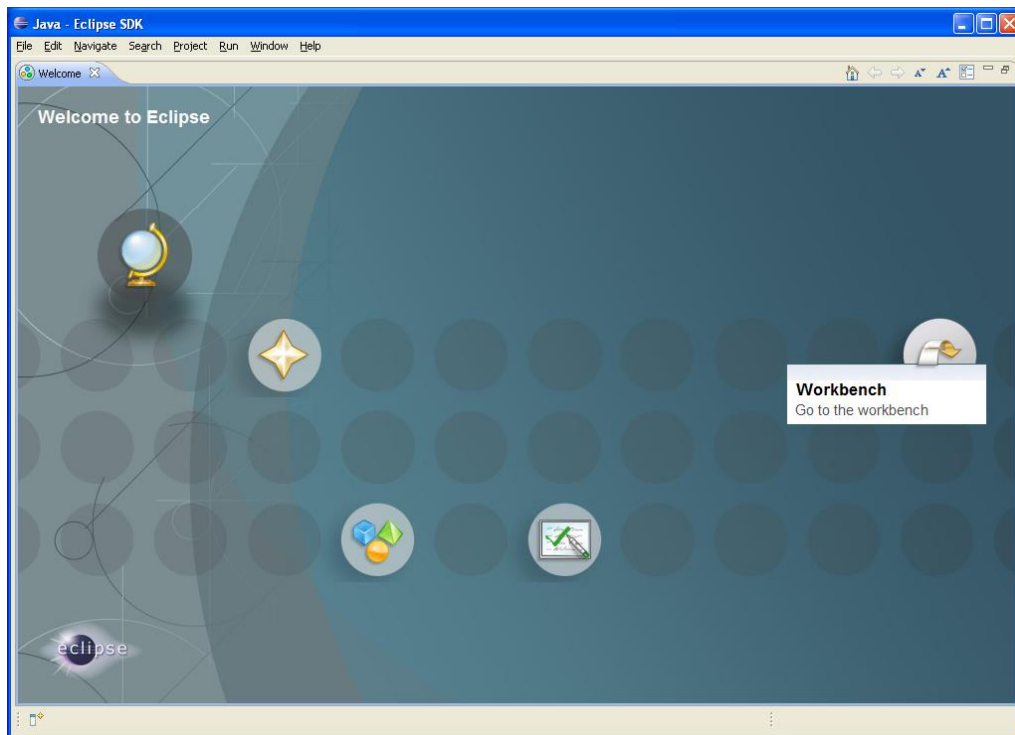 Java - Eclipse SDK
File Edit Navigate Search Project Run Window Help
Welcome
Welcome to Eclipse
Workbench
Go to the workbench
eclipse